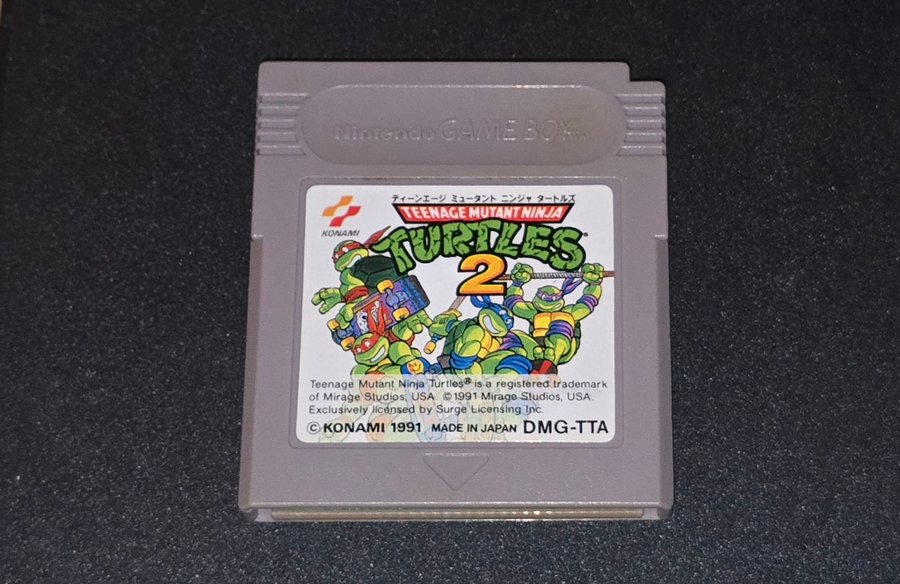 Nintendo GAME BOY
ティーンエージ ミュータント ニンジャ タートルズ
TEENAGE MUTANT NINJA
TURTLES
2
KONAMI
Teenage Mutant Ninja Turtles® is a registered trademark
of Mirage Studios, USA. ©1991 Mirage Studios, USA.
Exclusively licensed by Surge Licensing Inc.
© KONAMI 1991 MADE IN JAPAN DMG-TTA